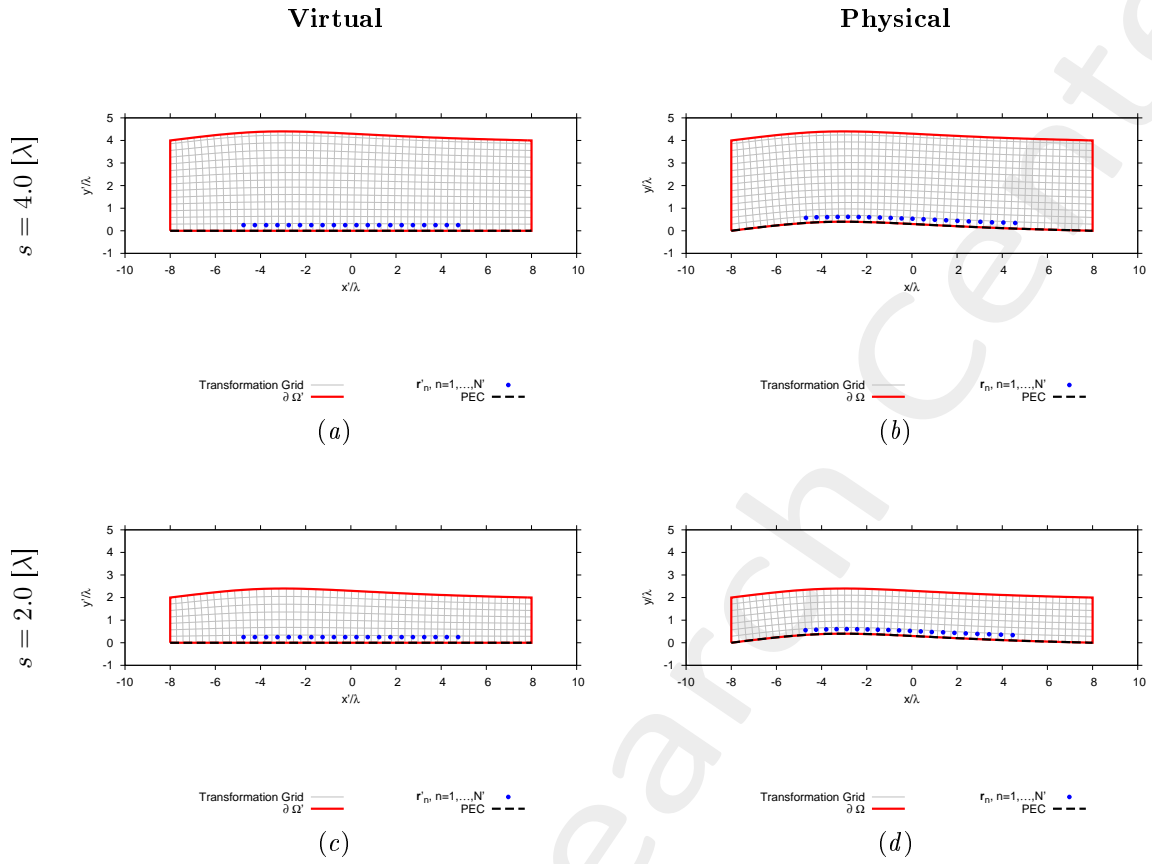 Virtual Physical
s = 4.0 [λ]
5 5
4 4
3 3
2 2
1 1
0 0
-1 -1
y'/λ y/λ
-10 -8 -6 -4 -2 0 2 4 6 8 10 -10 -8 -6 -4 -2 0 2 4 6 8 10
x'/λ x/λ
Transformation Grid r'n, n=1,...,N' Transformation Grid rn, n=1,...,N'
∂ Ω' PEC ∂ Ω PEC
(a) (b)
s = 2.0 [λ]
5 5
4 4
3 3
2 2
1 1
0 0
-1 -1
y'/λ y/λ
-10 -8 -6 -4 -2 0 2 4 6 8 10 -10 -8 -6 -4 -2 0 2 4 6 8 10
x'/λ x/λ
Transformation Grid r'n, n=1,...,N' Transformation Grid rn, n=1,...,N'
∂ Ω' PEC ∂ Ω PEC
(c) (d)